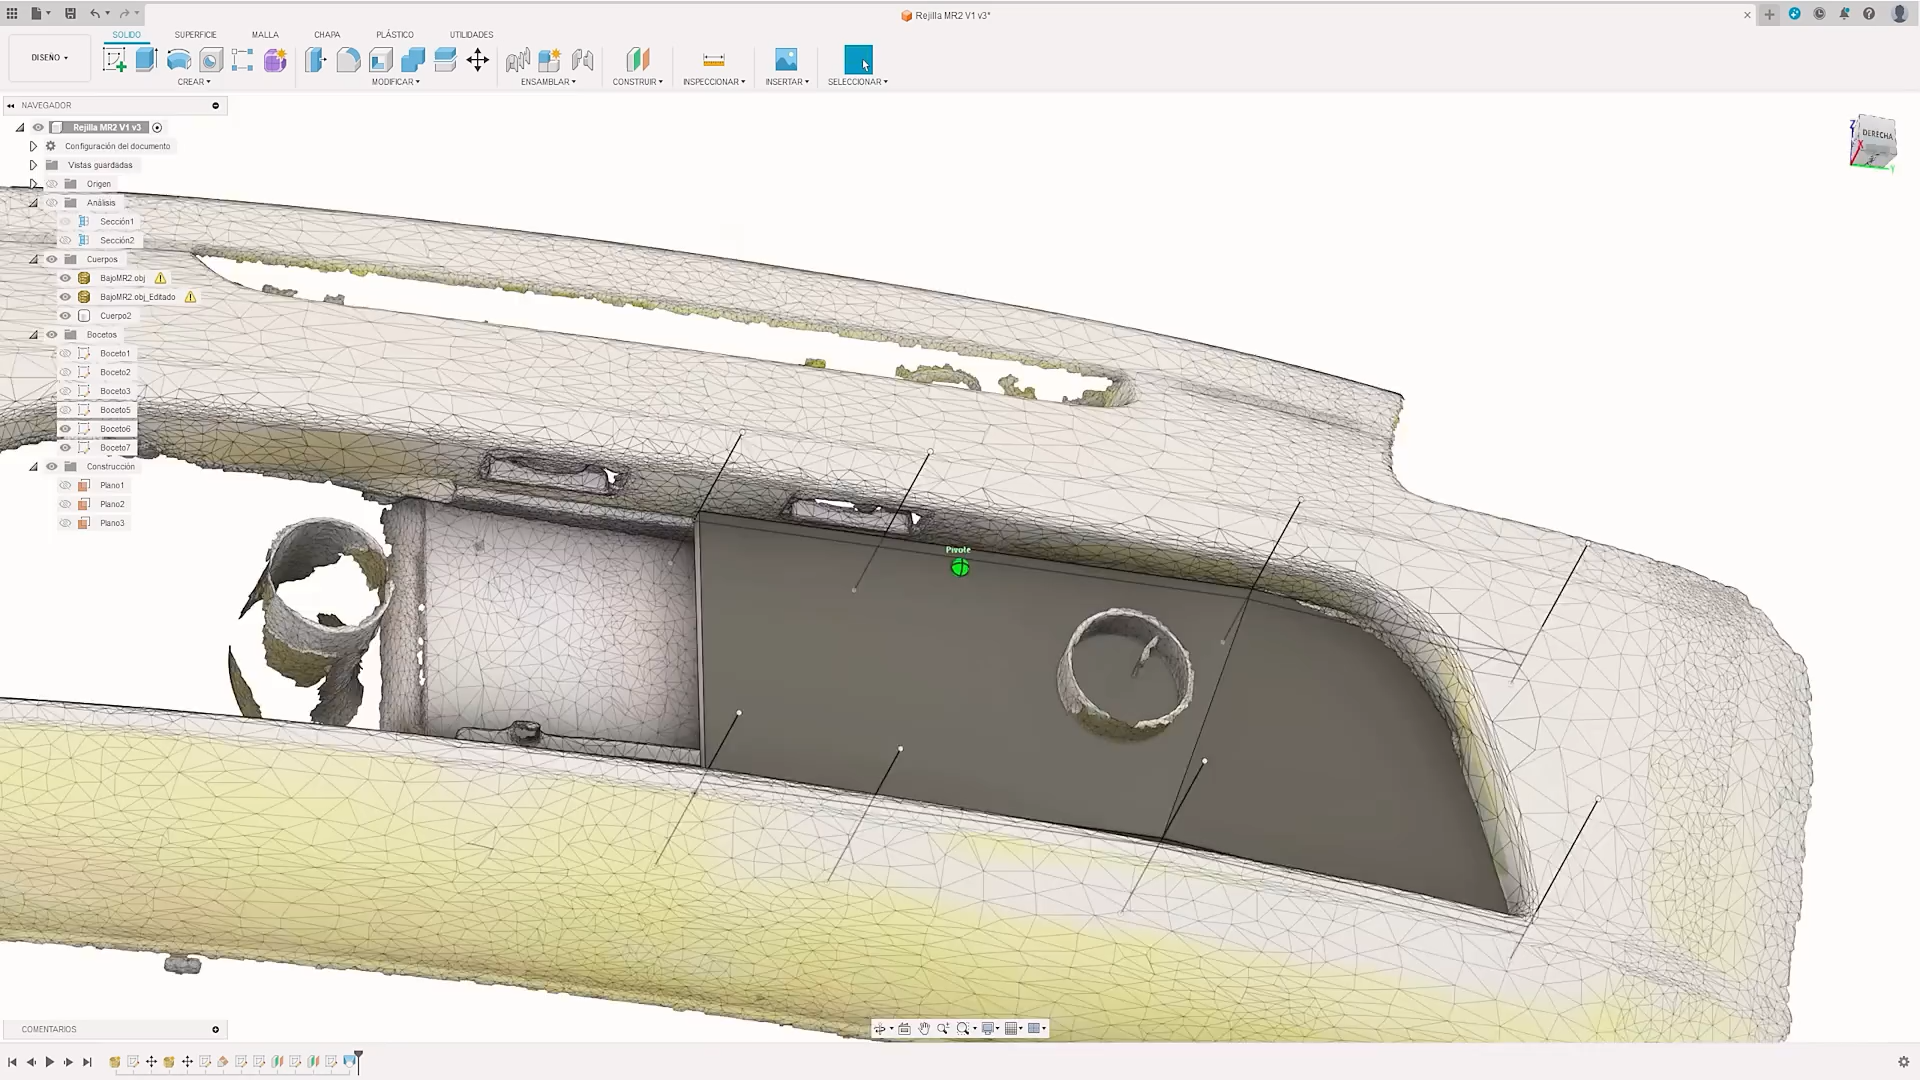 Rejilla MR2 V1 v3*
DISEÑO
SOLIDO
SUPERFICIE
MALLA
CHAPA
PLÁSTICO
UTILIDADES
CREAR
MODIFICAR
ENSAMBLAR
CONSTRUIR
INSPECCIONAR
INSERTAR
SELECCIONAR
NAVEGADOR
Rejilla MR2 V1 v3
Configuración del documento
Vistas guardadas
Origen
Análisis
Sección1
Sección2
Cuerpos
BajoMR2.obj
BajoMR2.obj_Editado
Cuerpo2
Bocetos
Boceto1
Boceto2
Boceto3
Boceto5
Boceto6
Boceto7
Construcción
Plano1
Plano2
Plano3
Z
X
DERECHA
Y
Pivote
COMENTARIOS